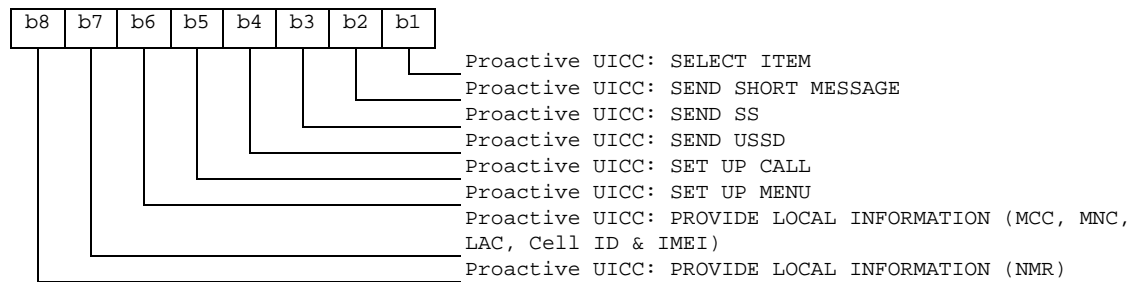 b8 b7 b6 b5 b4 b3 b2 b1
Proactive UICC: SELECT ITEM
Proactive UICC: SEND SHORT MESSAGE
Proactive UICC: SEND SS
Proactive UICC: SEND USSD
Proactive UICC: SET UP CALL
Proactive UICC: SET UP MENU
Proactive UICC: PROVIDE LOCAL INFORMATION (MCC, MNC,
LAC, Cell ID & IMEI)
Proactive UICC: PROVIDE LOCAL INFORMATION (NMR)